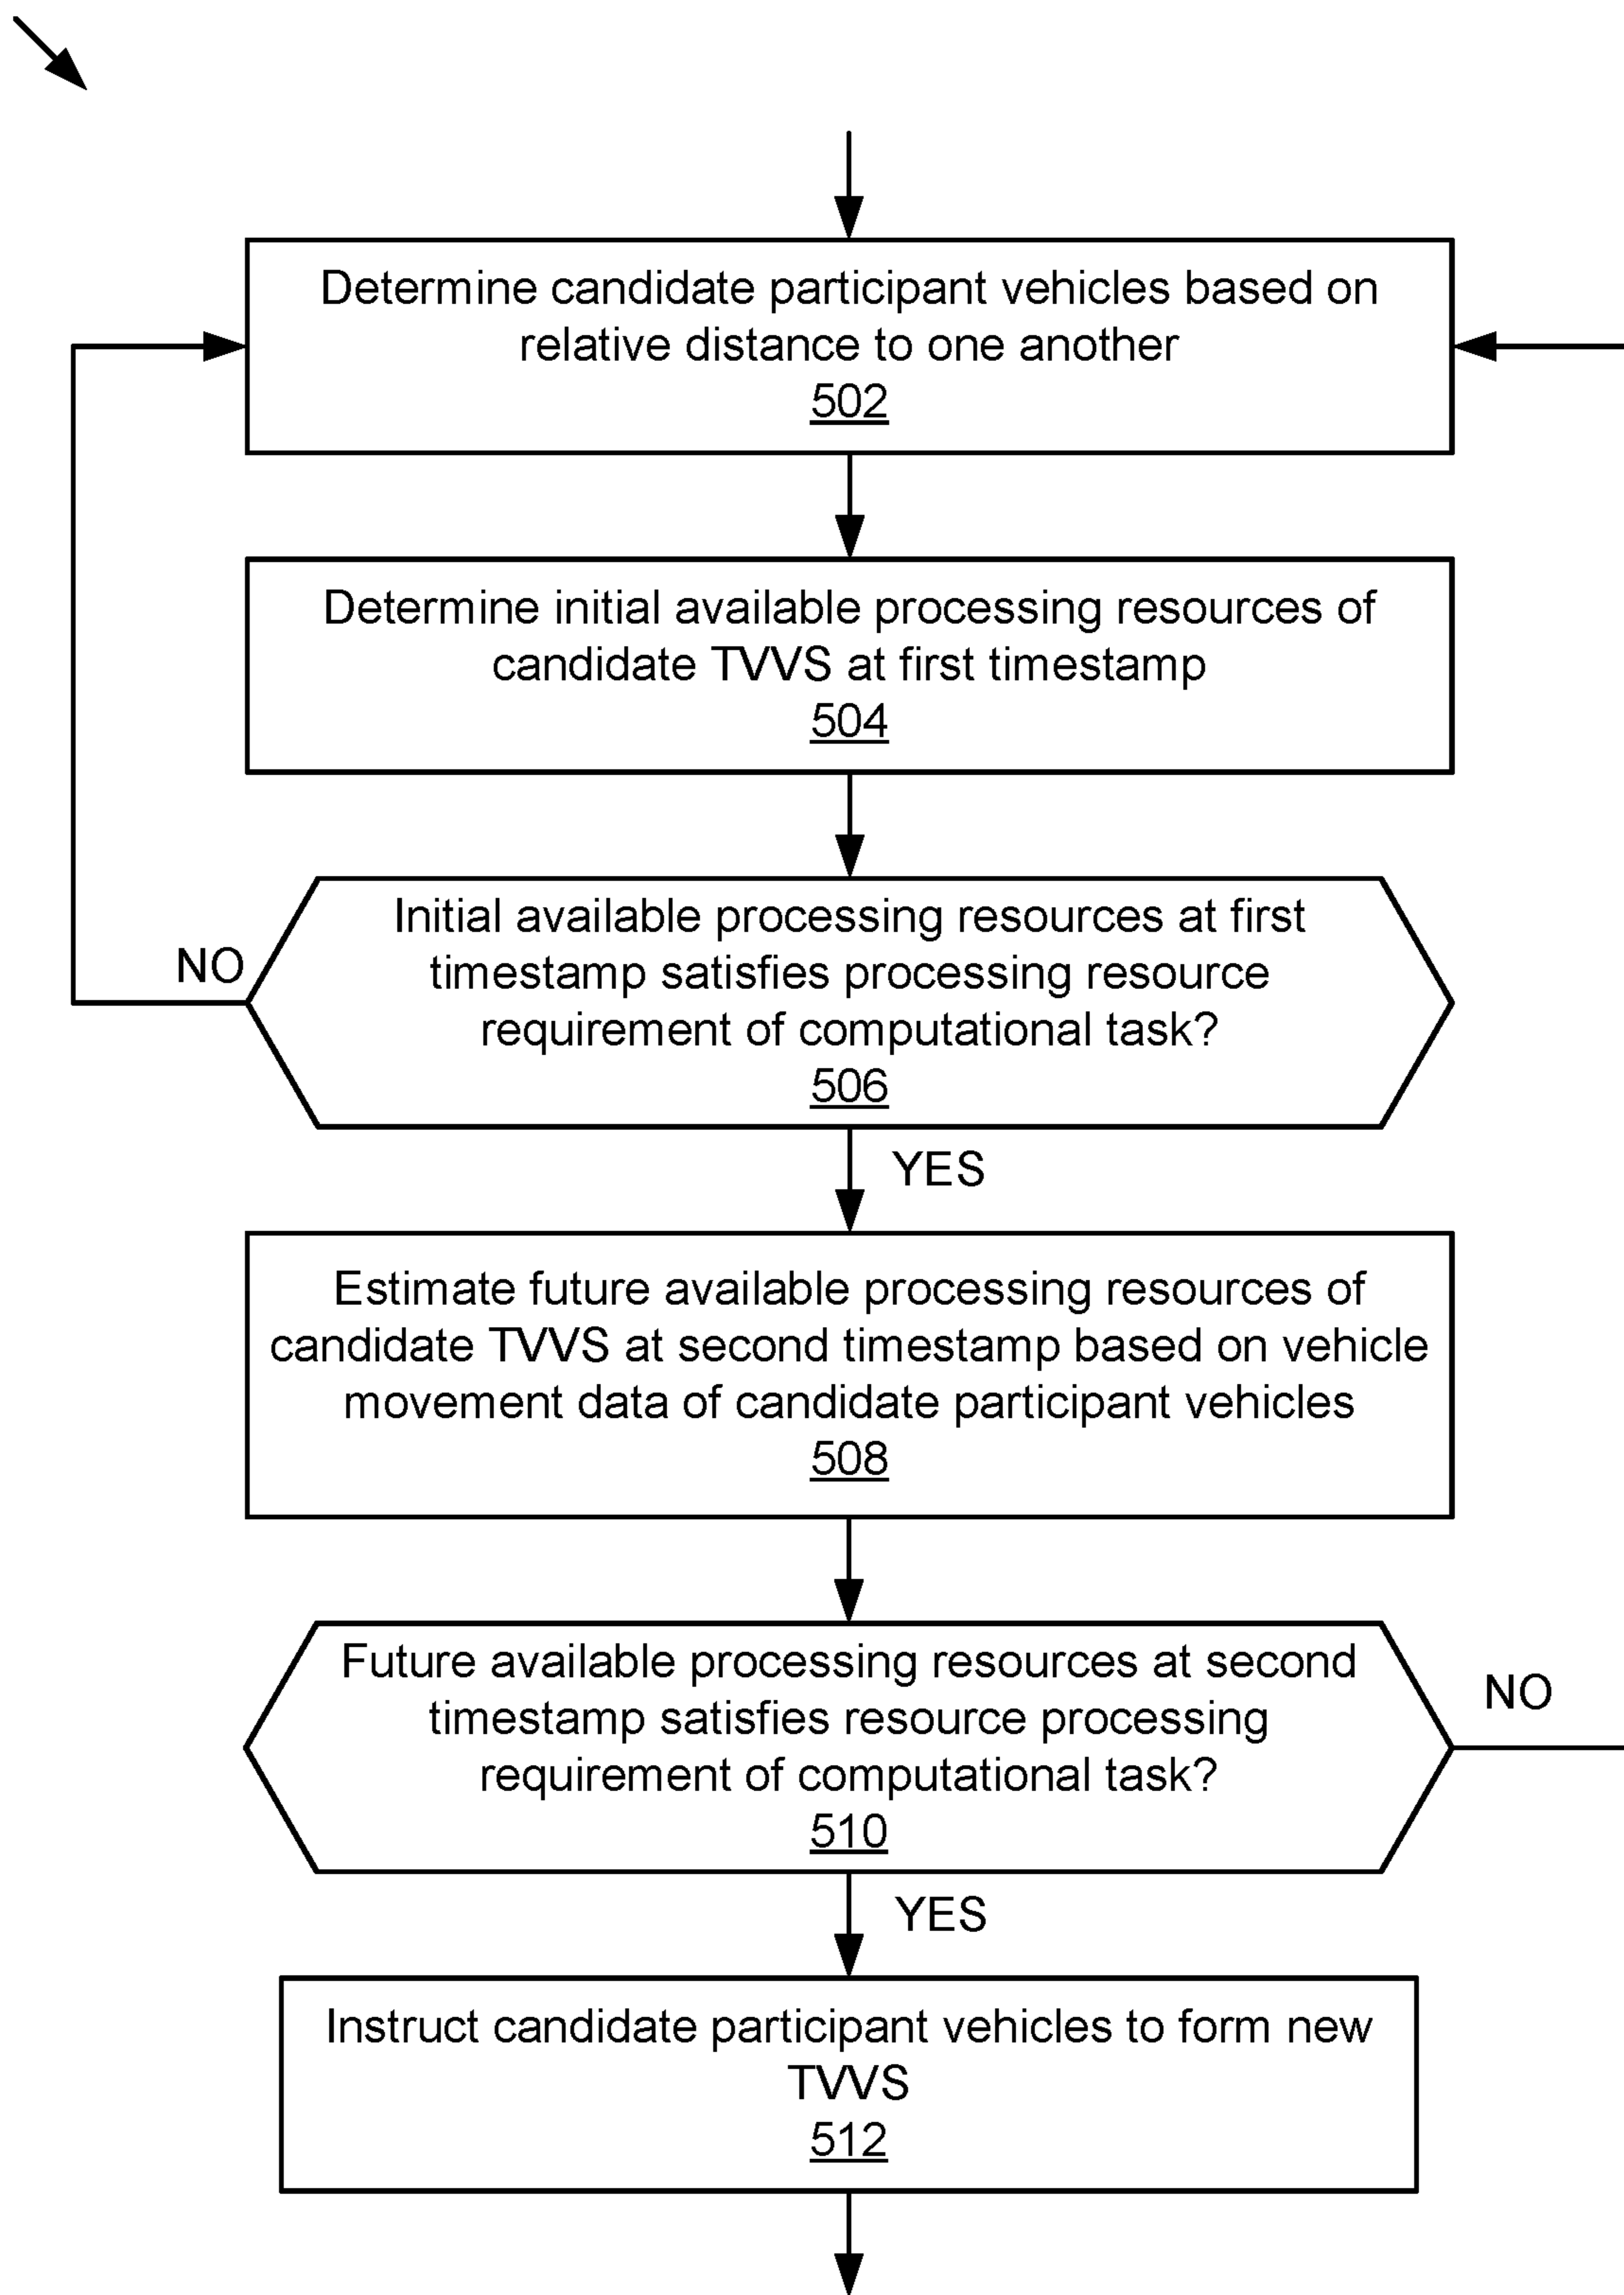 Determine candidate participant vehicles based on
relative distance to one another
502
Determine initial available processing resources of
candidate TVVS at first timestamp
504
Initial available processing resources at first
timestamp satisfies processing resource
requirement of computational task?
506
NO
YES
Estimate future available processing resources of
candidate TVVS at second timestamp based on vehicle
movement data of candidate participant vehicles
508
Future available processing resources at second
timestamp satisfies resource processing
requirement of computational task?
510
NO
YES
Instruct candidate participant vehicles to form new
TVVS
512